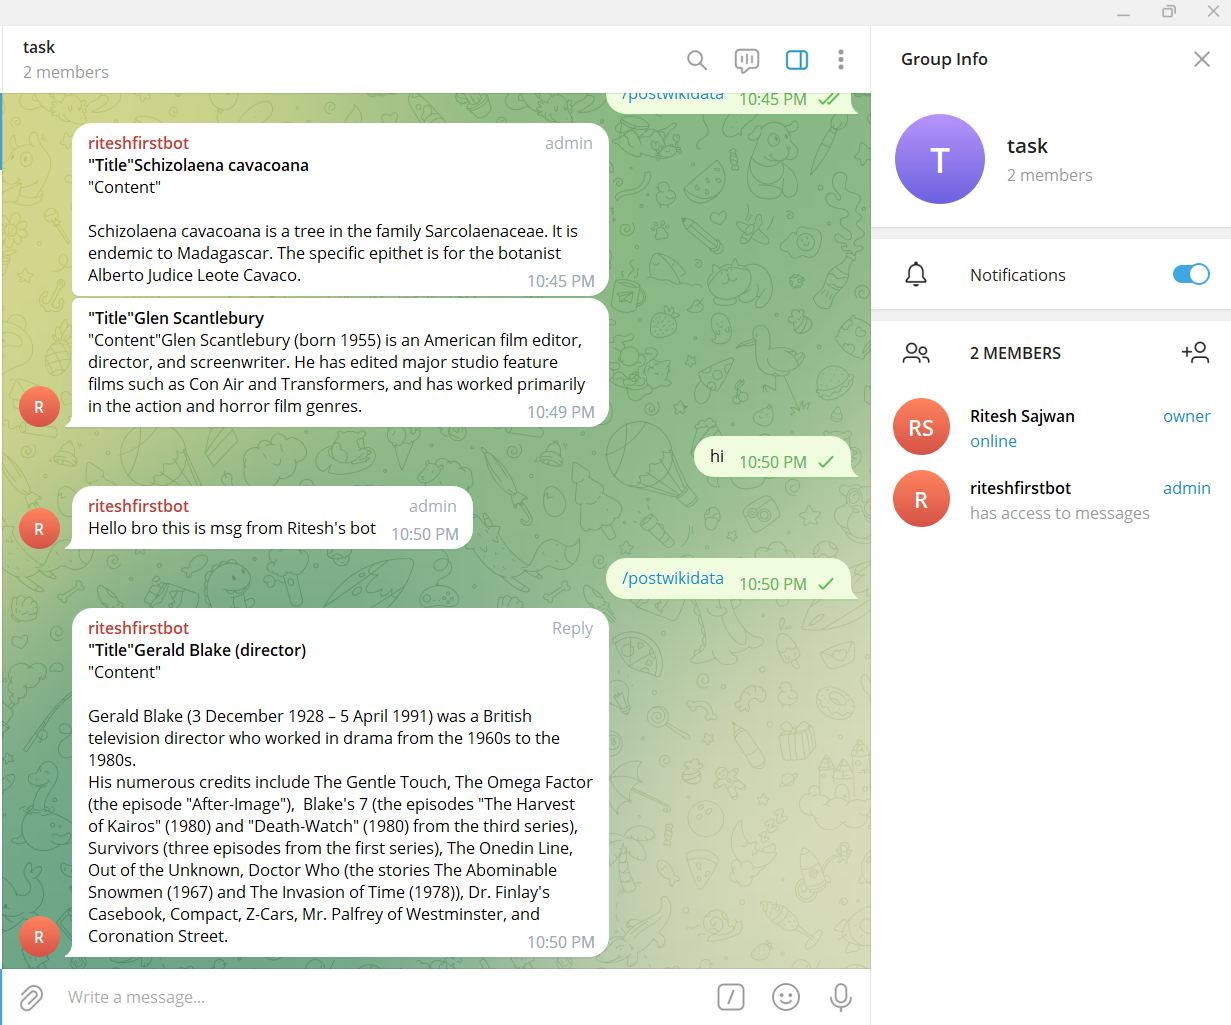 task
2 members
/postwikidata 10:45 PM
riteshfirstbot admin
"Title"Schizolaena cavacoana
"Content"
Schizolaena cavacoana is a tree in the family Sarcolaenaceae. It is
endemic to Madagascar. The specific epithet is for the botanist
Alberto Judice Leote Cavaco.
10:45 PM
"Title"Glen Scantlebury
"Content"Glen Scantlebury (born 1955) is an American film editor,
director, and screenwriter. He has edited major studio feature
films such as Con Air and Transformers, and has worked primarily
in the action and horror film genres.
10:49 PM
R
hi 10:50 PM
riteshfirstbot admin
Hello bro this is msg from Ritesh's bot 10:50 PM
R
/postwikidata 10:50 PM
riteshfirstbot Reply
"Title"Gerald Blake (director)
"Content"
Gerald Blake (3 December 1928 – 5 April 1991) was a British
television director who worked in drama from the 1960s to the
1980s.
His numerous credits include The Gentle Touch, The Omega Factor
(the episode "After-Image"),  Blake's 7 (the episodes "The Harvest
of Kairos" (1980) and "Death-Watch" (1980) from the third series),
Survivors (three episodes from the first series), The Onedin Line,
Out of the Unknown, Doctor Who (the stories The Abominable
Snowmen (1967) and The Invasion of Time (1978)), Dr. Finlay's
Casebook, Compact, Z-Cars, Mr. Palfrey of Westminster, and
Coronation Street.
10:50 PM
R
Write a message...
/
Group Info
T
task
2 members
Notifications
2 MEMBERS
RS
Ritesh Sajwan owner
online
R
riteshfirstbot admin
has access to messages